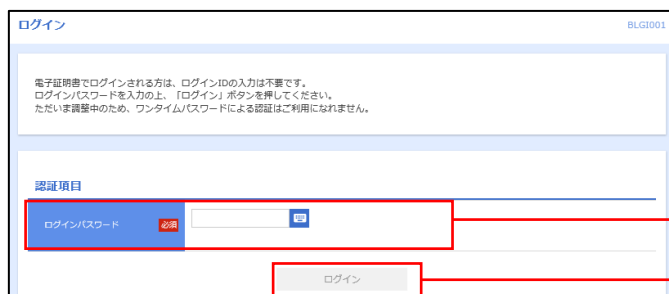 ログイン
BLGI001
電子証明書でログインされる方は、ログインIDの入力は不要です。
ログインパスワードを入力の上、「ログイン」ボタンを押してください。
ただいま調整中のため、ワンタイムパスワードによる認証はご利用になれません。
認証項目
ログインパスワード 必須
ログイン